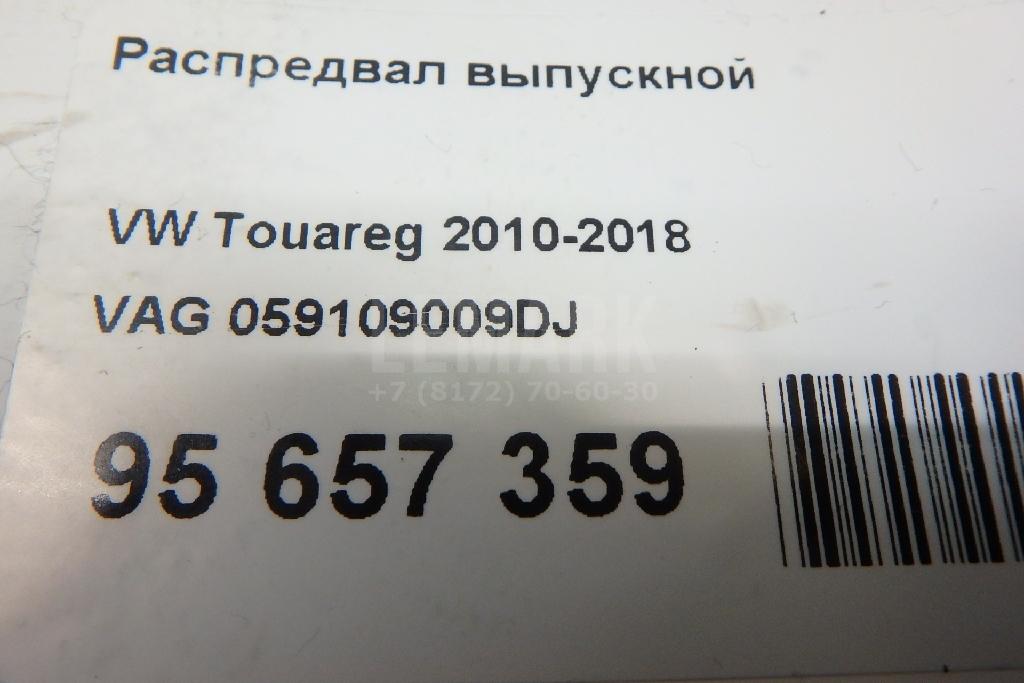 Распредвал выпускной
VW Touareg 2010-2018
VAG 059109009DJ
LEMARK
+7 (8172) 70-60-30
95 657 359